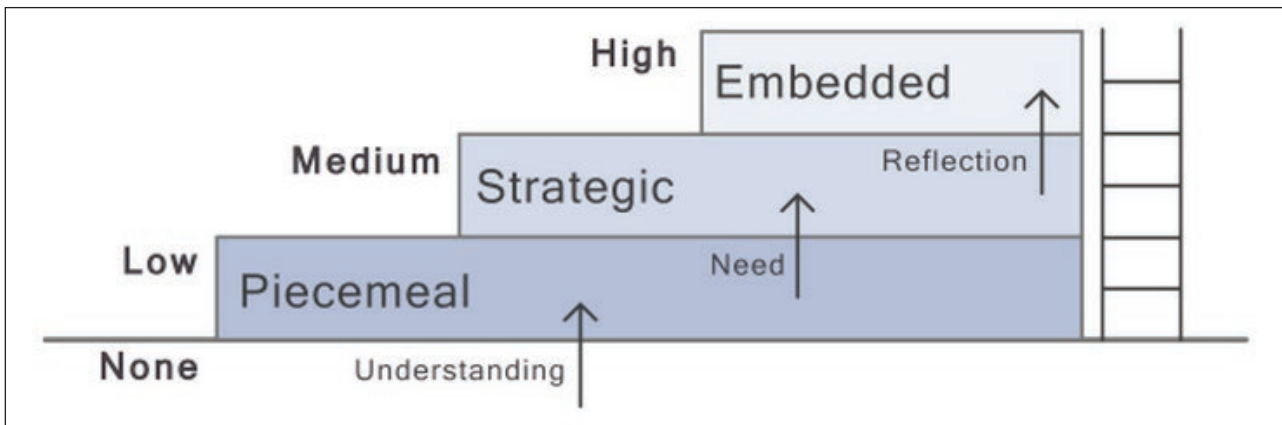 High
Embedded
Reflection
Medium
Strategic
Need
Low
Piecemeal
None
Understanding